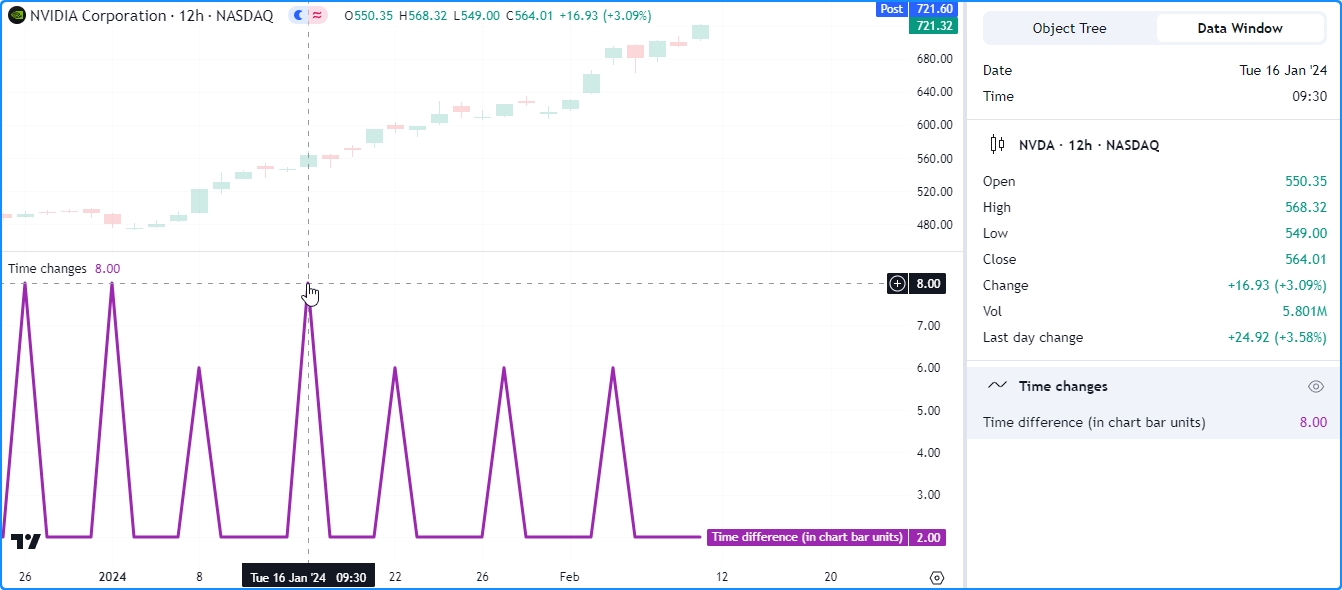 NVIDIA Corporation · 12h · NASDAQ O550.35 H568.32 L549.00 C564.01 +16.93 (+3.09%)
Post 721.60
721.32
680.00
640.00
600.00
560.00
520.00
480.00
Time changes 8.00
8.00
7.00
6.00
5.00
4.00
3.00
Time difference (in chart bar units) 2.00
26 2024 8 Tue 16 Jan '24 09:30 22 26 Feb 12 20
Object Tree Data Window
Date Tue 16 Jan '24
Time 09:30
NVDA · 12h · NASDAQ
Open 550.35
High 568.32
Low 549.00
Close 564.01
Change +16.93 (+3.09%)
Vol 5.801M
Last day change +24.92 (+3.58%)
Time changes
Time difference (in chart bar units) 8.00